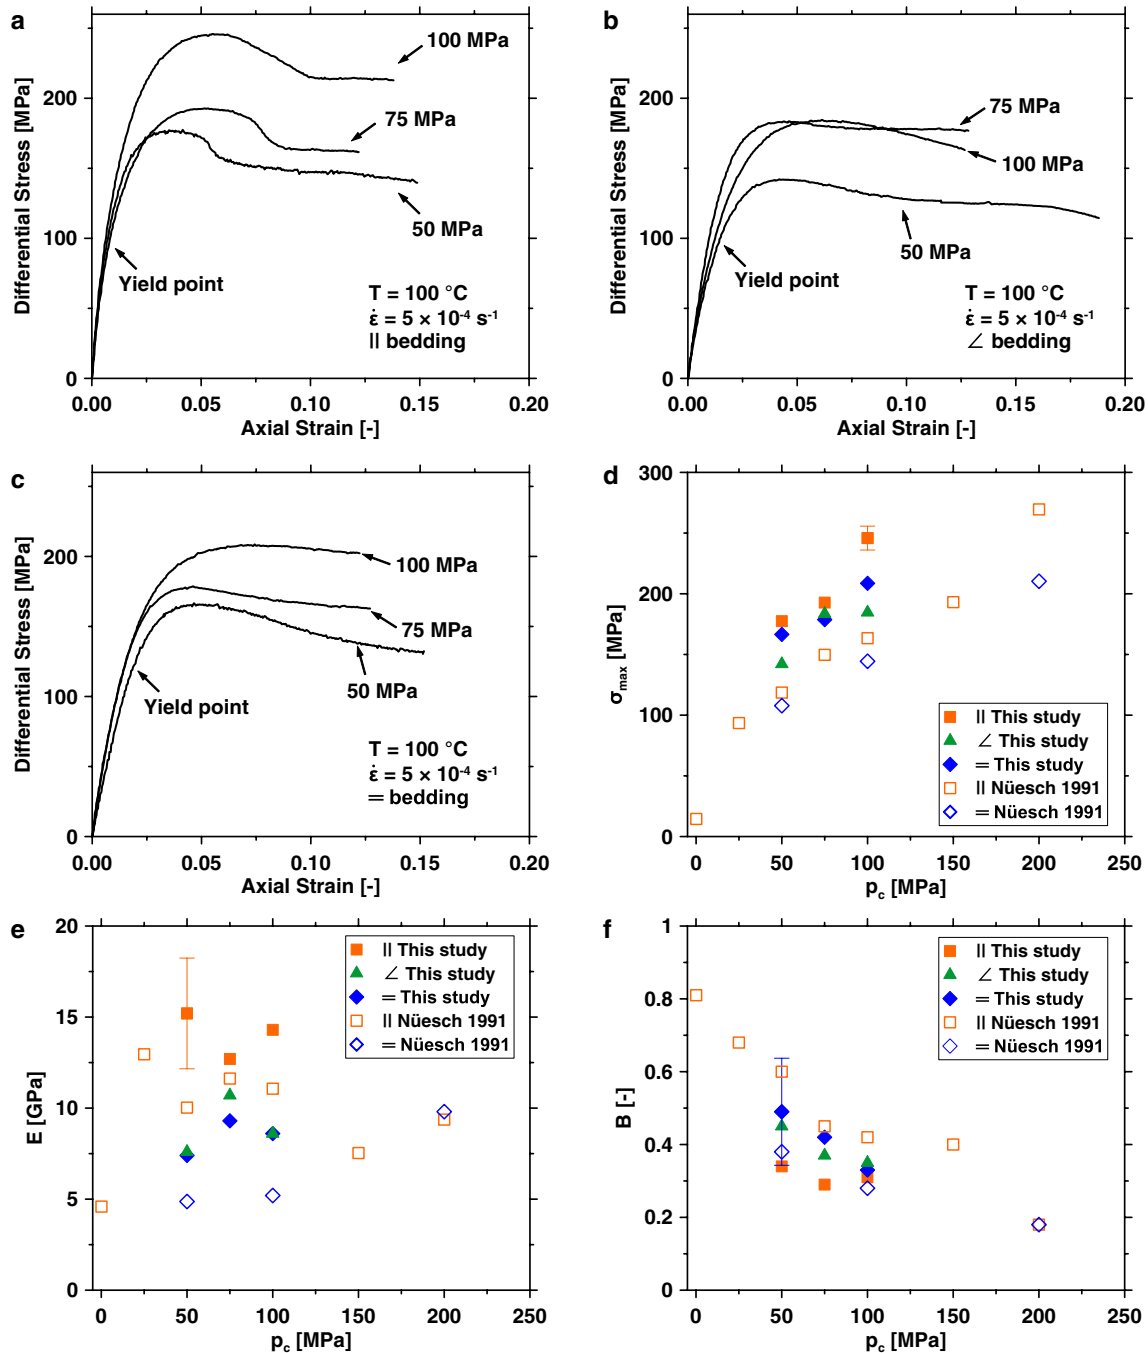 a
Differential Stress [MPa]
200
100
0
0.00
0.05
0.10
0.15
0.20
Axial Strain [-]
100 MPa
75 MPa
50 MPa
Yield point
T = 100 °C
ε̇ = 5 × 10⁻⁴ s⁻¹
|| bedding
b
Differential Stress [MPa]
200
100
0
0.00
0.05
0.10
0.15
0.20
Axial Strain [-]
75 MPa
100 MPa
50 MPa
Yield point
T = 100 °C
ε̇ = 5 × 10⁻⁴ s⁻¹
∠ bedding
c
Differential Stress [MPa]
200
100
0
0.00
0.05
0.10
0.15
0.20
Axial Strain [-]
100 MPa
75 MPa
50 MPa
Yield point
T = 100 °C
ε̇ = 5 × 10⁻⁴ s⁻¹
= bedding
d
σmax [MPa]
300
200
100
0
0
50
100
150
200
250
pc [MPa]
|| This study
∠ This study
= This study
|| Nüesch 1991
= Nüesch 1991
e
E [GPa]
20
15
10
5
0
0
50
100
150
200
250
pc [MPa]
|| This study
∠ This study
= This study
|| Nüesch 1991
= Nüesch 1991
f
B [-]
1
0.8
0.6
0.4
0.2
0
0
50
100
150
200
250
pc [MPa]
|| This study
∠ This study
= This study
|| Nüesch 1991
= Nüesch 1991